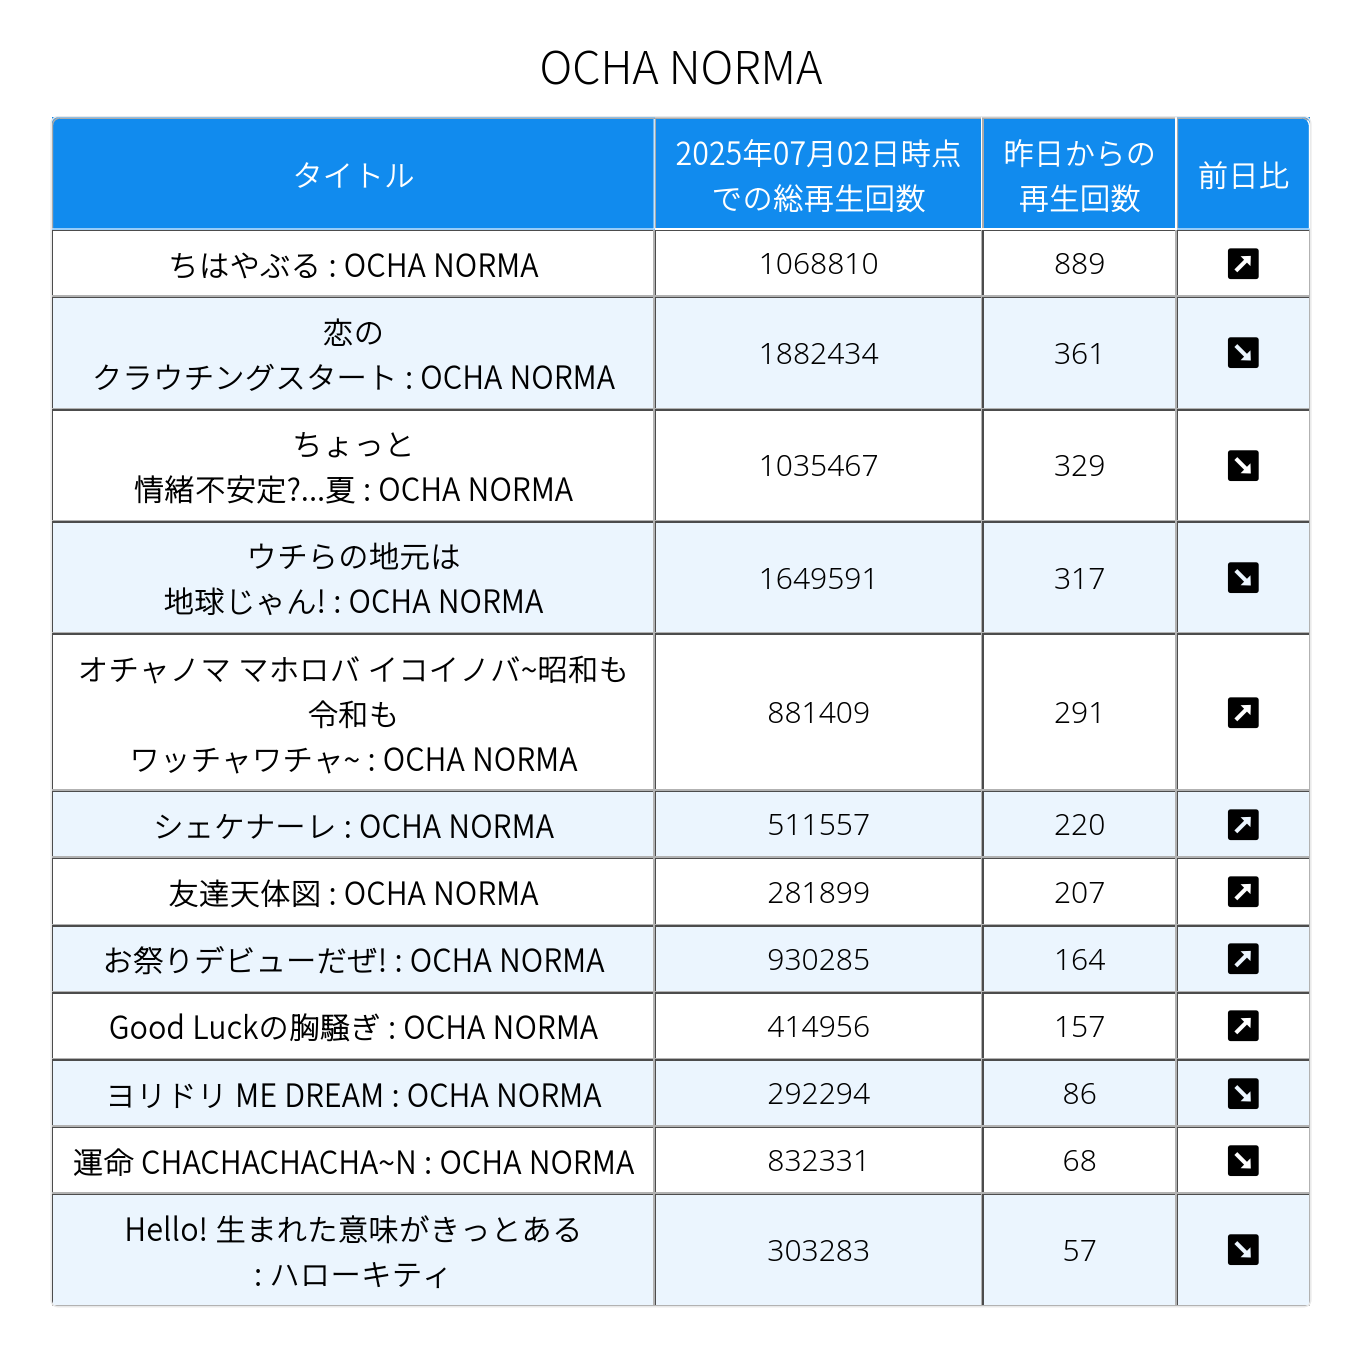 OCHA NORMA
タイトル
2025年07月02日時点
での総再生回数
昨日からの
再生回数
前日比
ちはやぶる : OCHA NORMA
1068810
889
恋の
クラウチングスタート : OCHA NORMA
1882434
361
ちょっと
情緒不安定?...夏 : OCHA NORMA
1035467
329
ウチらの地元は
地球じゃん! : OCHA NORMA
1649591
317
オチャノマ マホロバ イコイノバ~昭和も
令和も
ワッチャワチャ~ : OCHA NORMA
881409
291
シェケナーレ : OCHA NORMA
511557
220
友達天体図 : OCHA NORMA
281899
207
お祭りデビューだぜ! : OCHA NORMA
930285
164
Good Luckの胸騒ぎ : OCHA NORMA
414956
157
ヨリドリ ME DREAM : OCHA NORMA
292294
86
運命 CHACHACHACHA~N : OCHA NORMA
832331
68
Hello! 生まれた意味がきっとある
: ハローキティ
303283
57